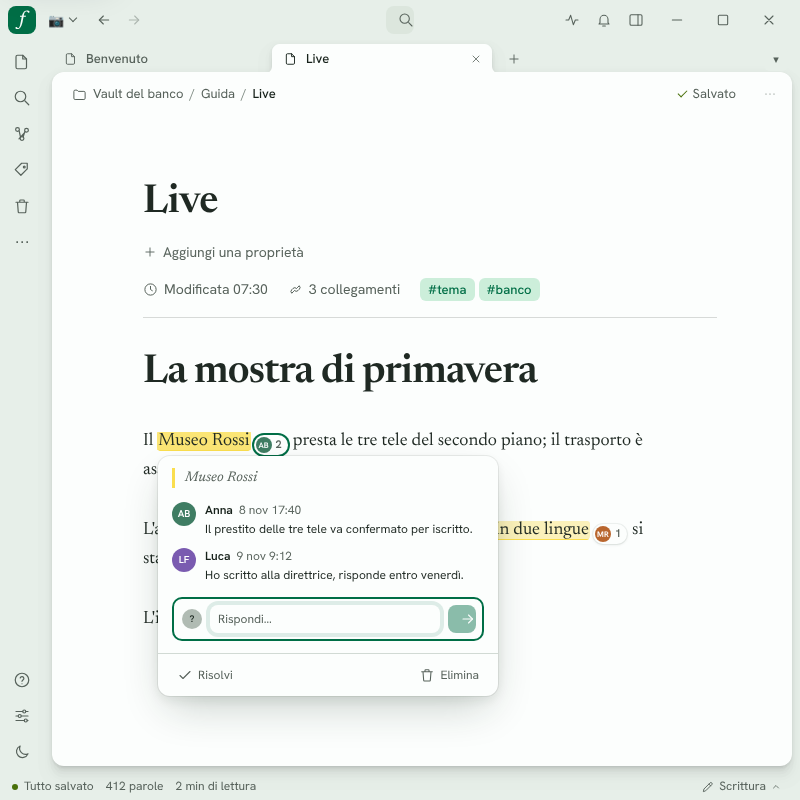 f
Benvenuto
Live
Vault del banco / Guida / Live
Salvato
Live
Aggiungi una proprietà
Modificata 07:30
3 collegamenti
#tema
#banco
La mostra di primavera
Il Museo Rossi AB 2 presta le tre tele del secondo piano; il trasporto è
as
Museo Rossi
AB Anna 8 nov 17:40
Il prestito delle tre tele va confermato per iscritto.
L'a
n due lingue MR 1 si
sta
LF Luca 9 nov 9:12
Ho scritto alla direttrice, risponde entro venerdì.
L'i
? Rispondi...
Risolvi
Elimina
Tutto salvato
412 parole
2 min di lettura
Scrittura